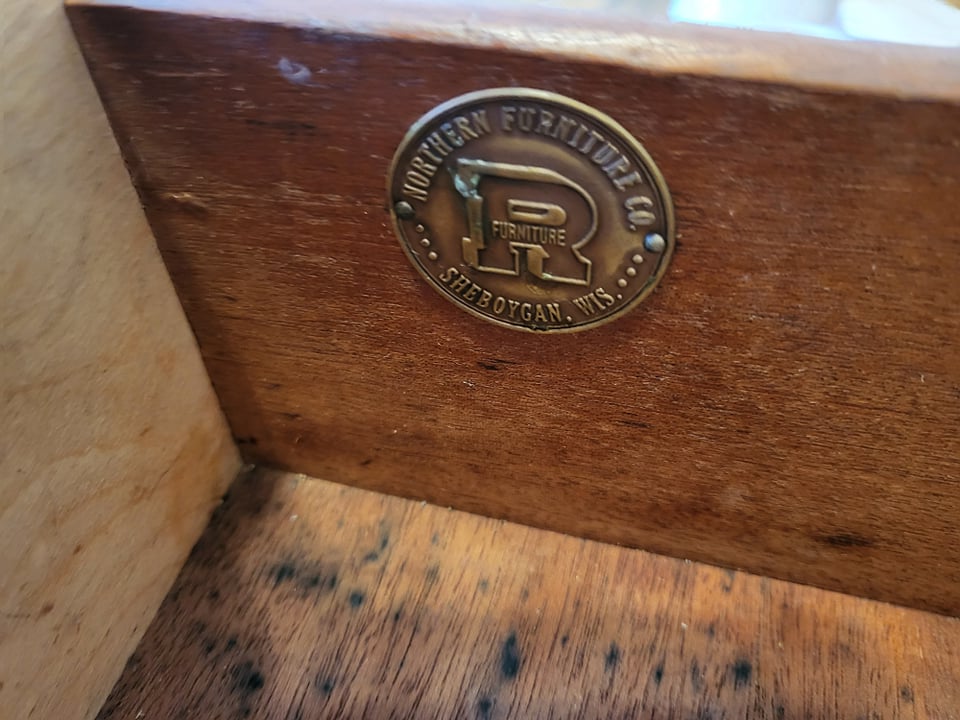 NORTHERN FURNITURE CO.
R
FURNITURE
SHEBOYGAN, WIS.